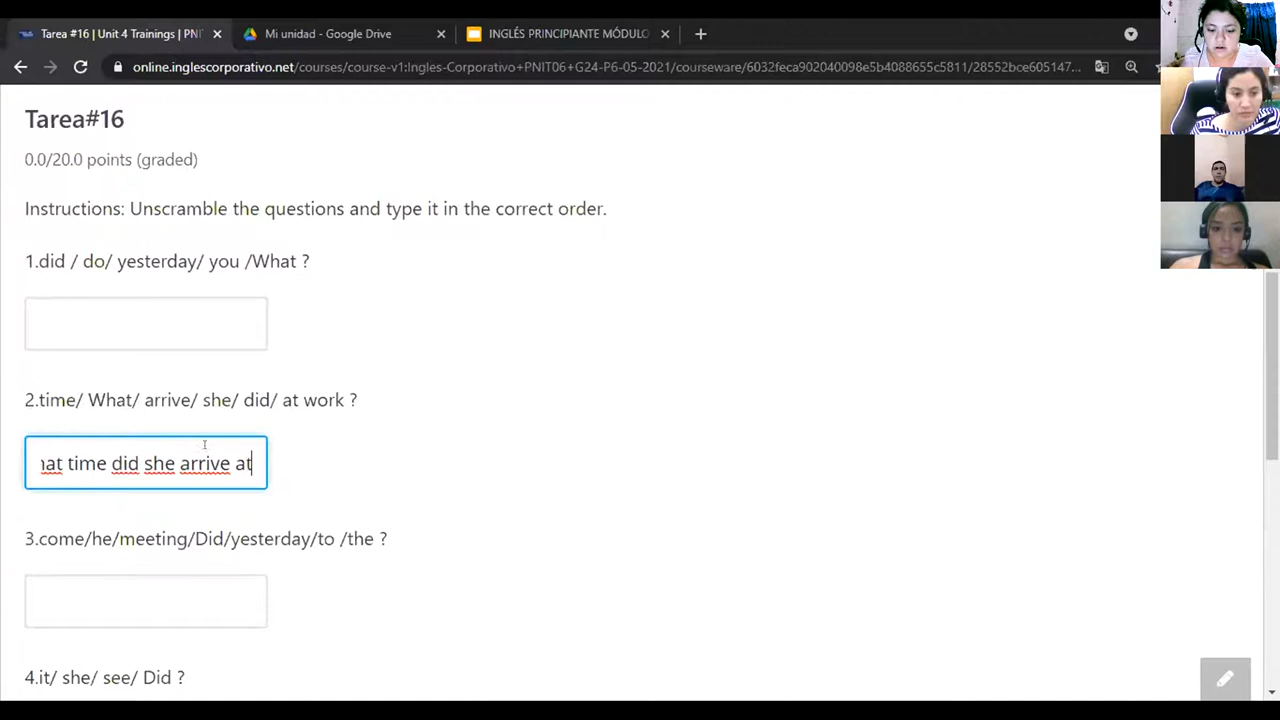 Tarea #16 | Unit 4 Trainings | PN
Mi unidad - Google Drive
INGLÉS PRINCIPIANTE MÓDULO
online.inglescorporativo.net/courses/course-v1:Ingles-Corporativo+PNI-06+G24-P6-05-2021/courseware/6032feca902040098e5b4088655c5811/28552bce605147...
Tarea#16
0.0/20.0 points (graded)
Instructions: Unscramble the questions and type it in the correct order.
1.did / do/ yesterday/ you /What ?
2.time/ What/ arrive/ she/ did/ at work ?
hat time did she arrive at
3.come/he/meeting/Did/yesterday/to /the ?
4.it/ she/ see/ Did ?